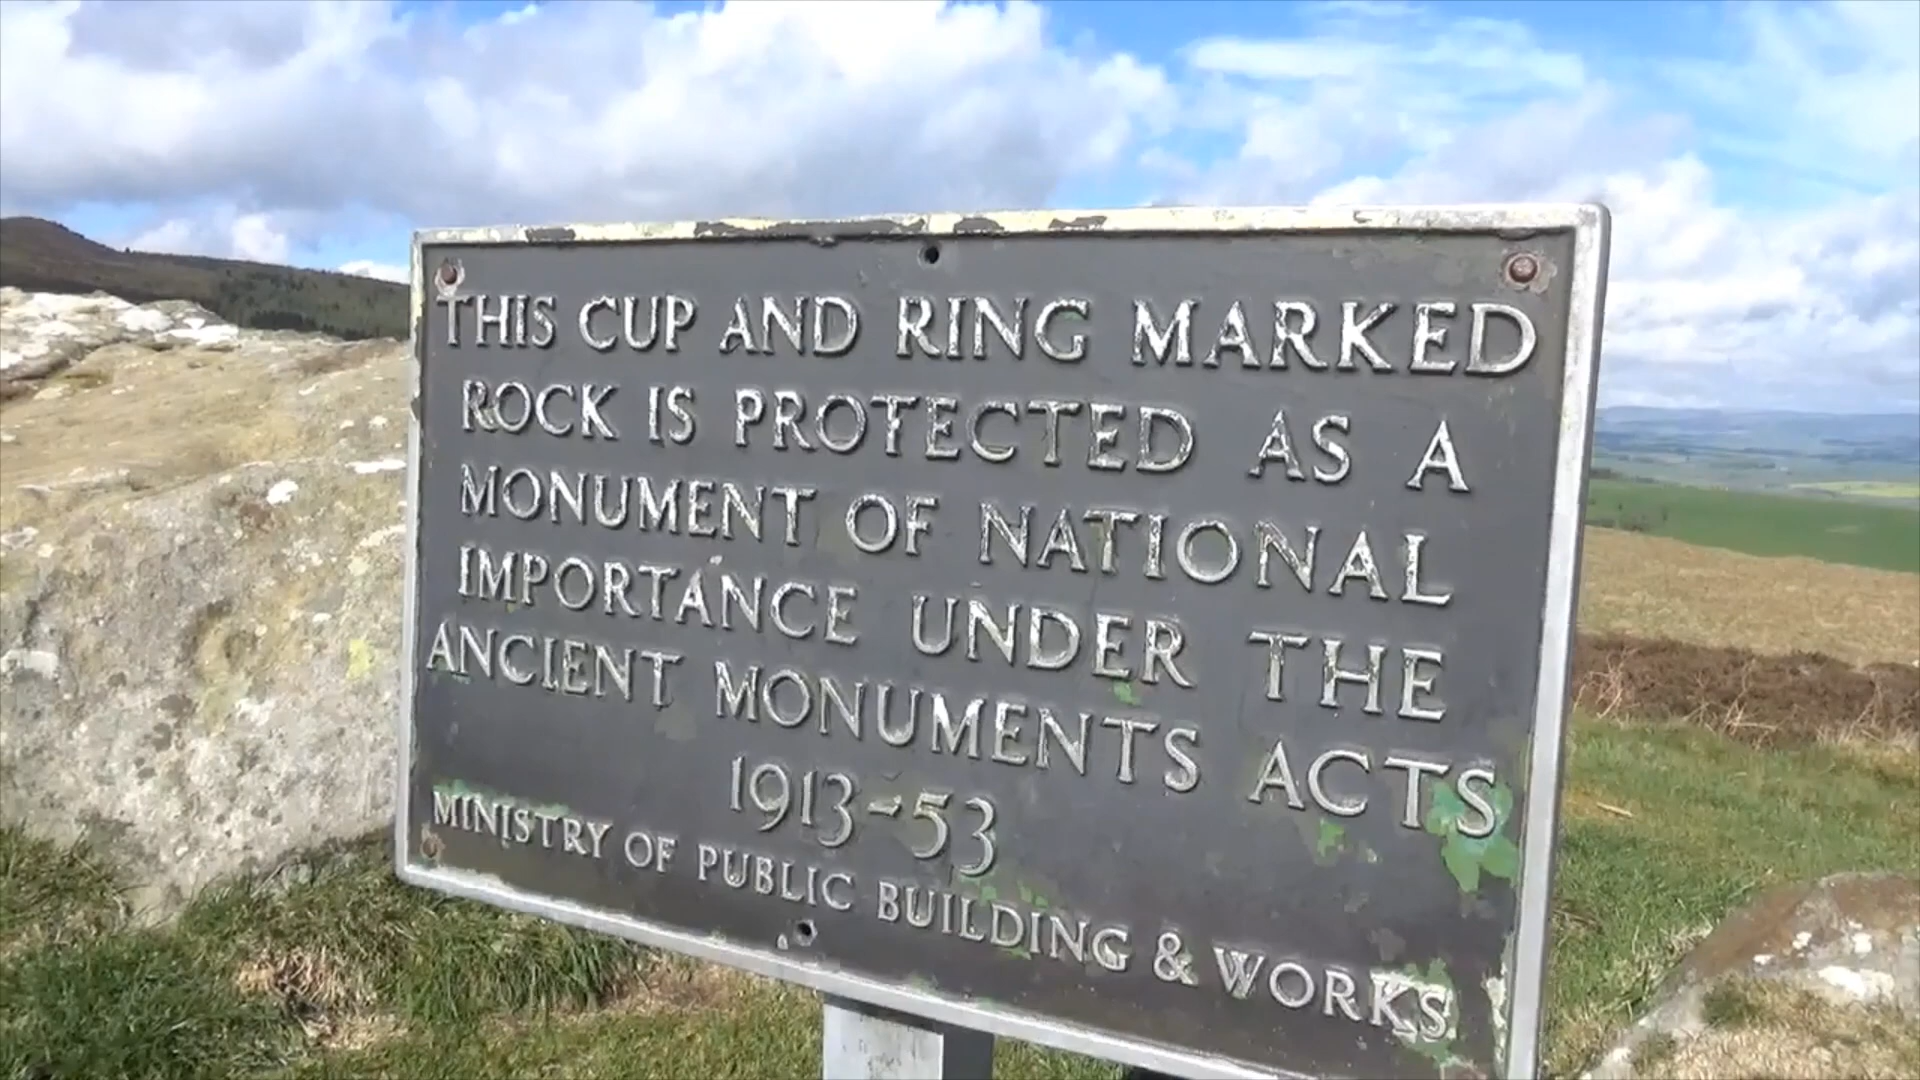 THIS CUP AND RING MARKED
ROCK IS PROTECTED AS A
MONUMENT OF NATIONAL
IMPORTANCE UNDER THE
ANCIENT MONUMENTS ACTS
1913-53
MINISTRY OF PUBLIC BUILDING & WORKS